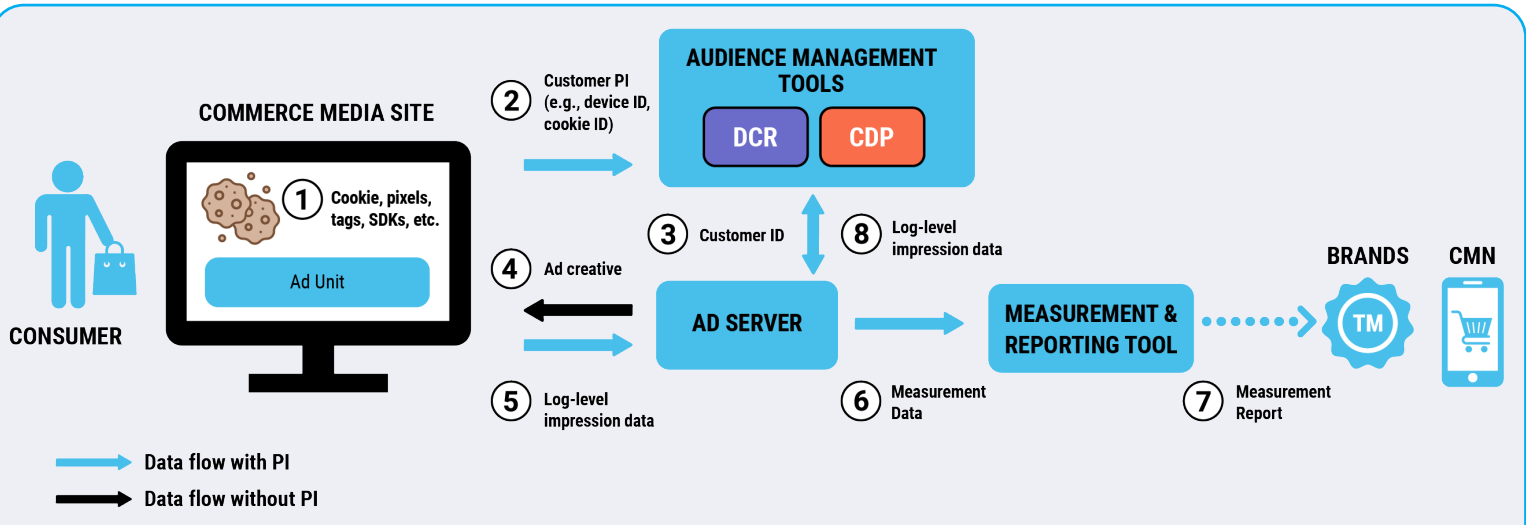 AUDIENCE MANAGEMENT
TOOLS
DCR
CDP
2
Customer PI
(e.g., device ID,
cookie ID)
COMMERCE MEDIA SITE
1
Cookie, pixels,
tags, SDKs, etc.
Ad Unit
CONSUMER
3
Customer ID
8
Log-level
impression data
4
Ad creative
AD SERVER
MEASUREMENT &
REPORTING TOOL
BRANDS
TM
CMN
5
Log-level
impression data
6
Measurement
Data
7
Measurement
Report
Data flow with PI
Data flow without PI